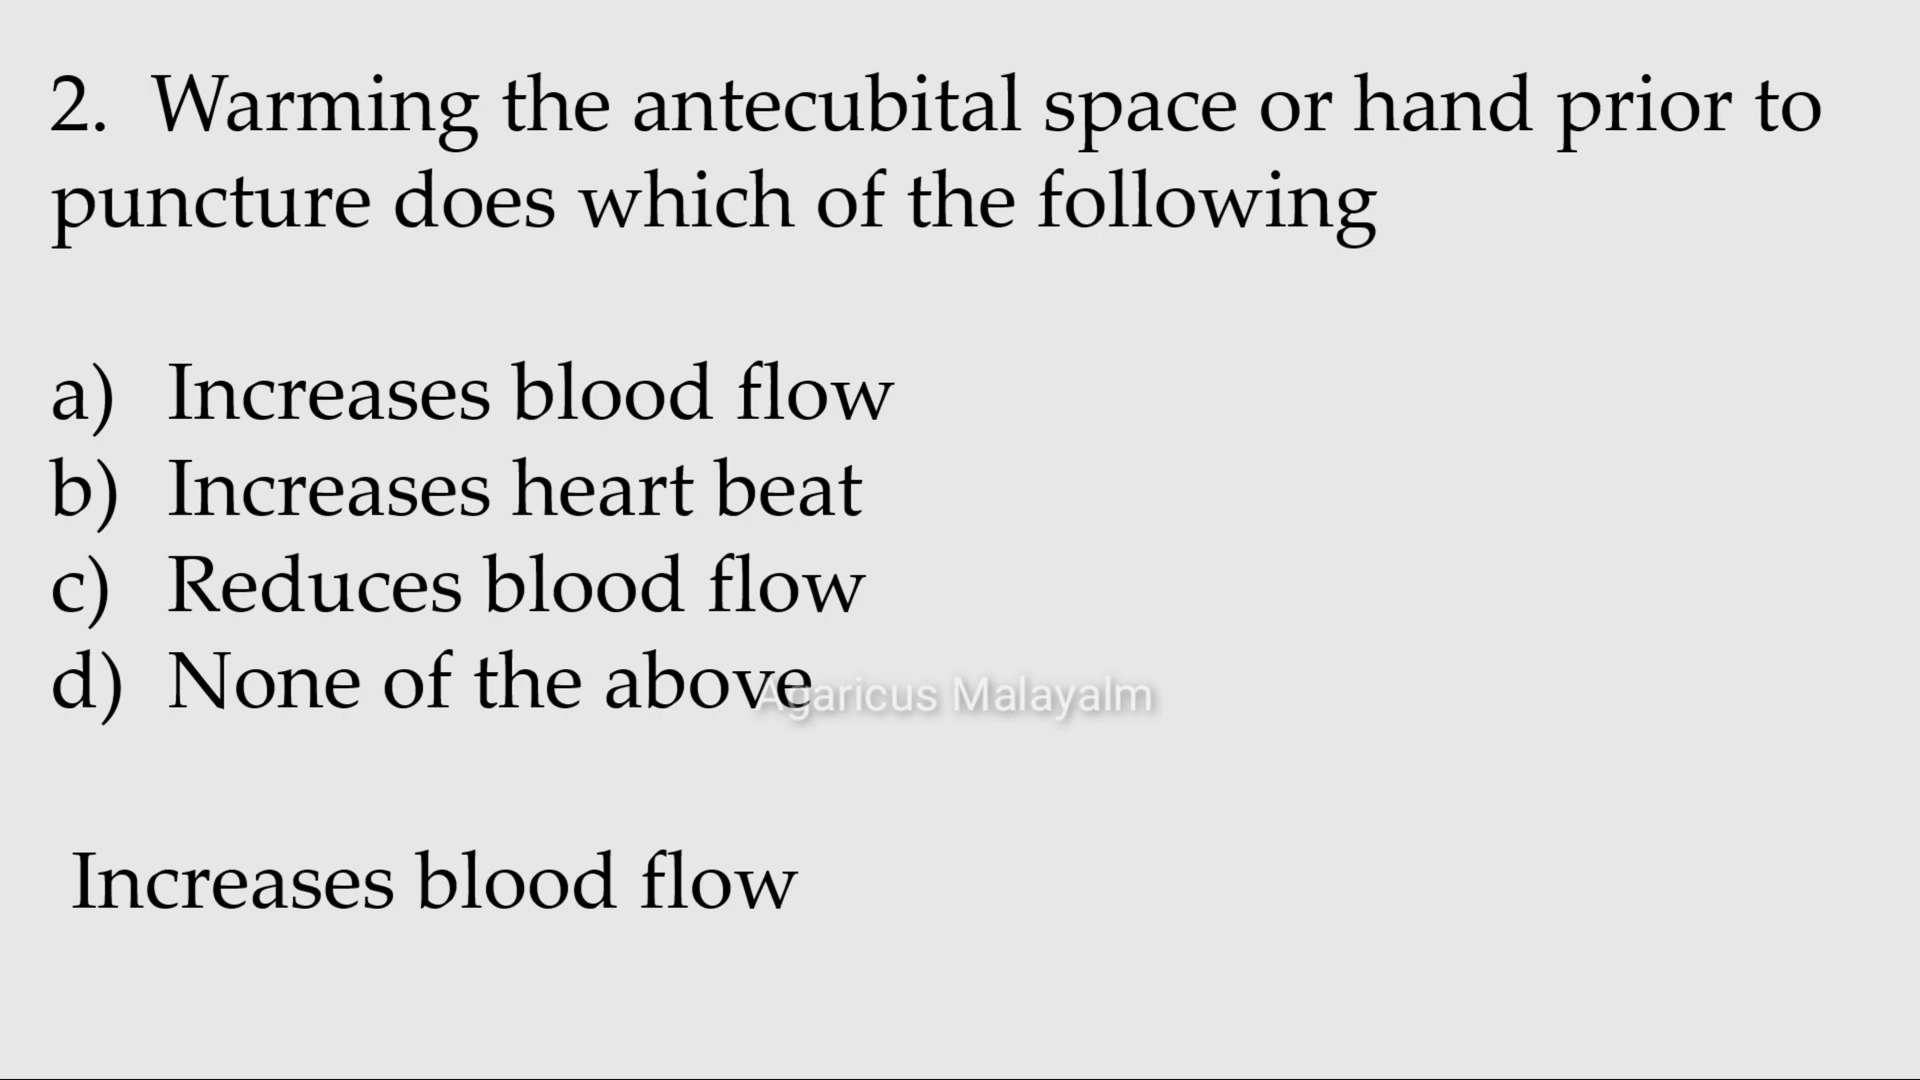 2. Warming the antecubital space or hand prior to
puncture does which of the following
a) Increases blood flow
b) Increases heart beat
c) Reduces blood flow
d) None of the above
Agaricus Malayalm
Increases blood flow